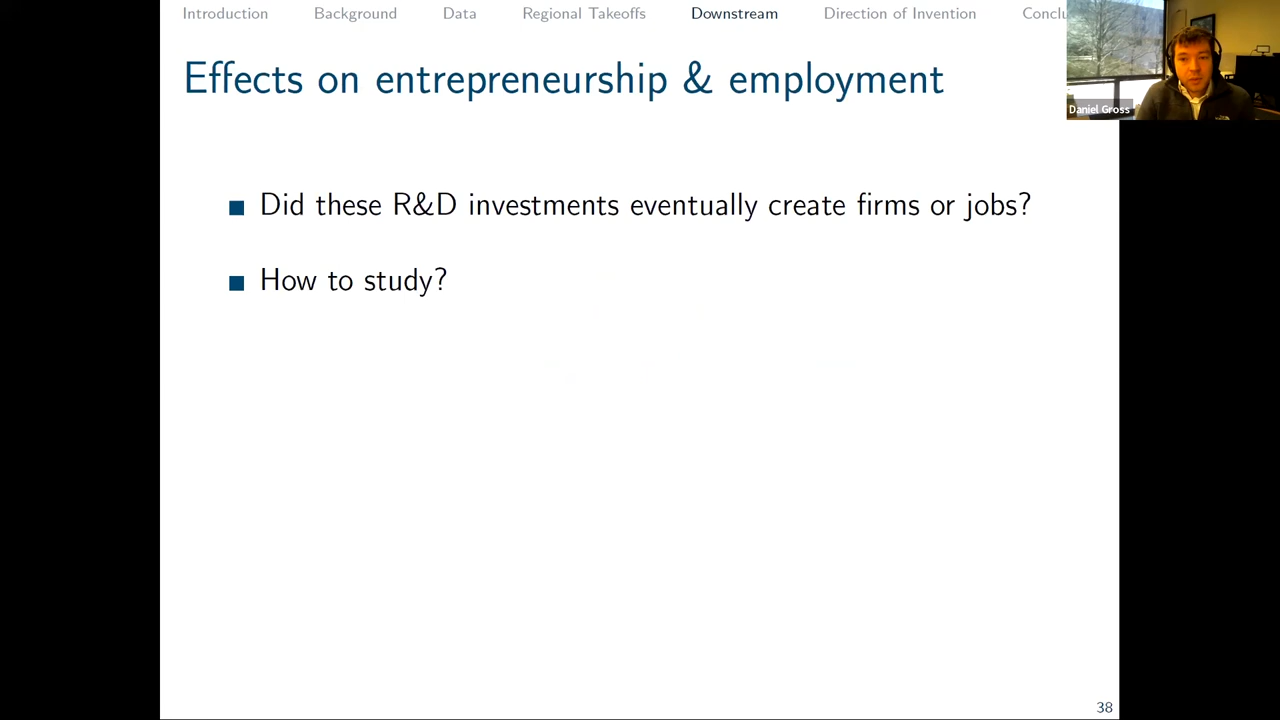 Introduction Background Data Regional Takeoffs Downstream Direction of Invention Conclu
Daniel Gross
Effects on entrepreneurship & employment
Did these R&D investments eventually create firms or jobs?
How to study?
38